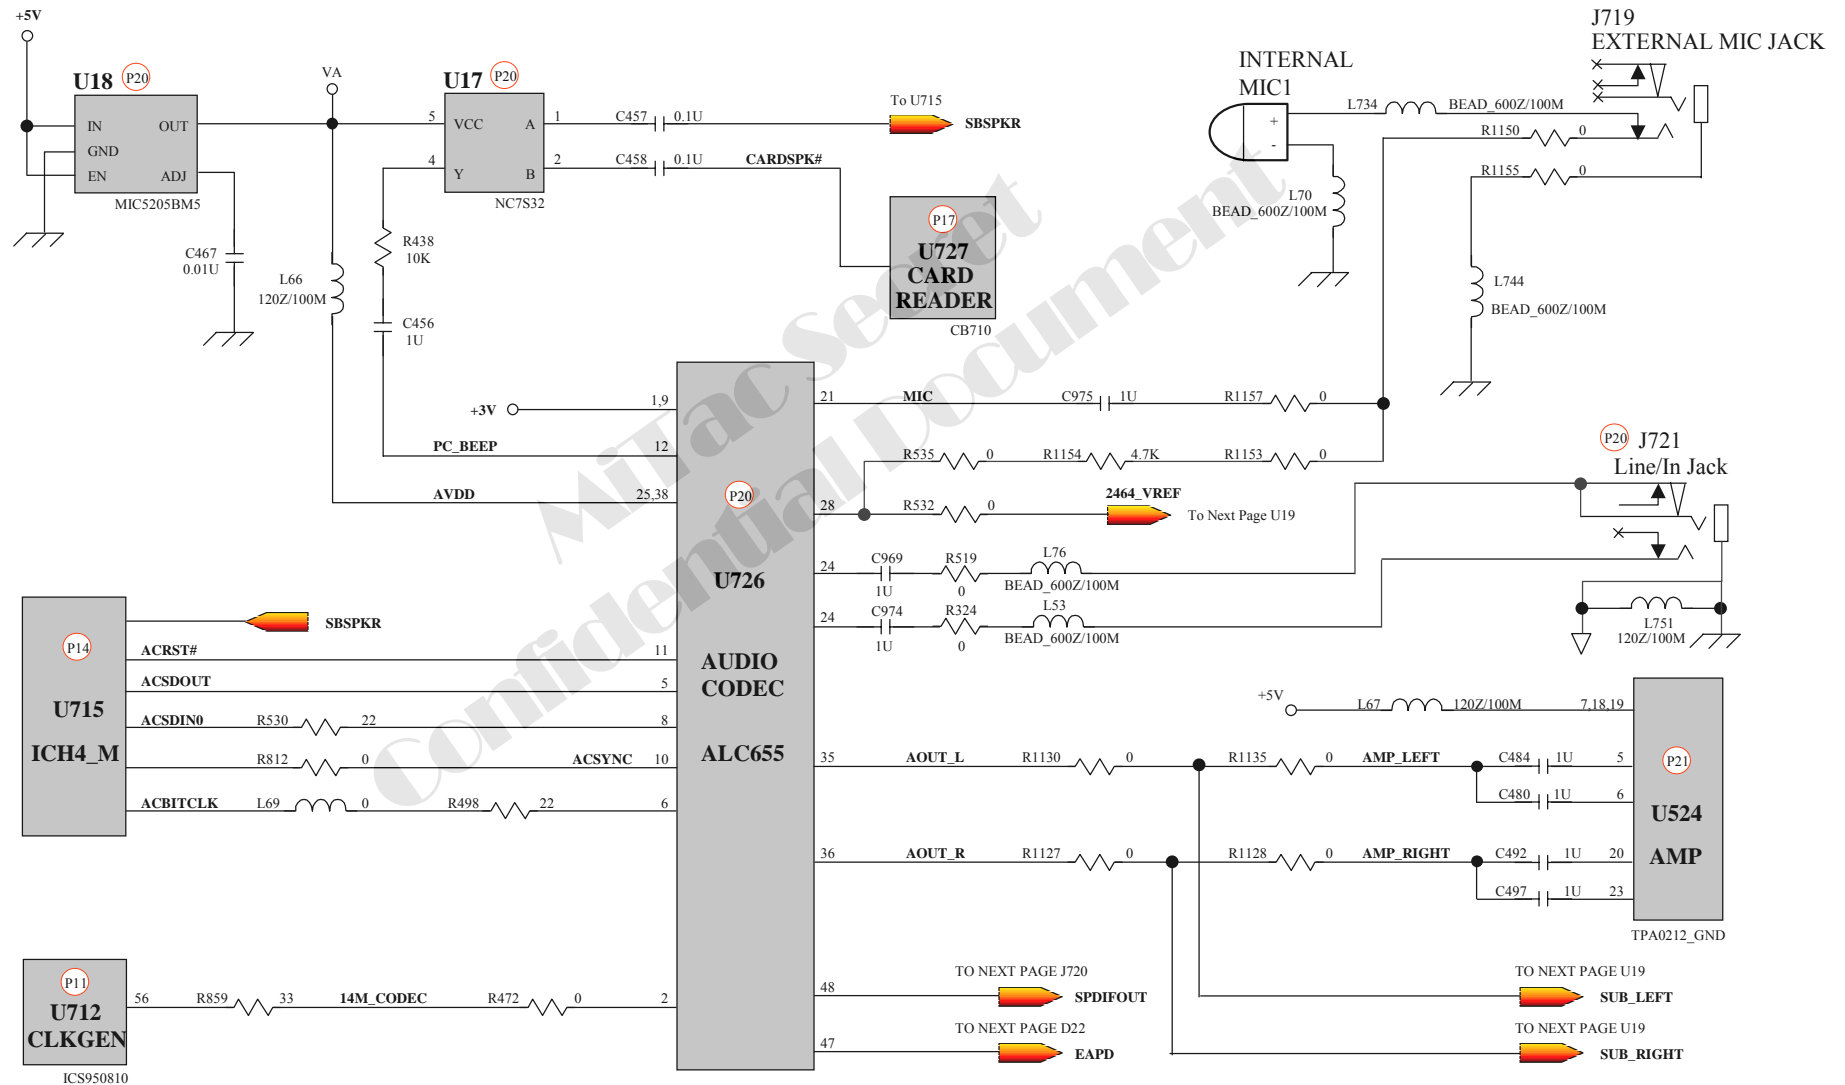 +5V
U18 P20
IN OUT
GND
EN ADJ
MIC5205BM5
C467
0.01U
VA
L66
120Z/100M
U17 P20
5 VCC A 1
4 Y B 2
NC7S32
C457 0.1U
To U715
SBSPKR
C458 0.1U
CARDSPK#
P17
U727
CARD
READER
CB710
R438
10K
C456
1U
INTERNAL
MIC1
+
-
L70
BEAD_600Z/100M
L734 BEAD_600Z/100M
J719
EXTERNAL MIC JACK
R1150 0
R1155 0
L744
BEAD_600Z/100M
+3V 1,9
PC_BEEP 12
AVDD 25,38
P20
U726
AUDIO
CODEC
ALC655
21 MIC C975 1U R1157 0
R535 0 R1154 4.7K R1153 0
28 R532 0
2464_VREF
To Next Page U19
24 C969 1U R519 0 L76 BEAD_600Z/100M
24 C974 1U R324 0 L53 BEAD_600Z/100M
P20 J721
Line/In Jack
L751
120Z/100M
SBSPKR
P14
U715
ICH4_M
ACRST# 11
ACSDOUT 5
ACSDIN0 R530 22 8
R812 0 ACSYNC 10
ACBITCLK L69 0 R498 22 6
+5V L67 120Z/100M 7,18,19
35 AOUT_L R1130 0 R1135 0 AMP_LEFT C484 1U 5
C480 1U 6
36 AOUT_R R1127 0 R1128 0 AMP_RIGHT C492 1U 20
C497 1U 23
P21
U524
AMP
TPA0212_GND
P11
U712
CLKGEN
ICS950810
56 R859 33 14M_CODEC R472 0 2
48 TO NEXT PAGE J720
SPDIFOUT
47 TO NEXT PAGE D22
EAPD
TO NEXT PAGE U19
SUB_LEFT
TO NEXT PAGE U19
SUB_RIGHT
MiTac Secret
Confidential Document